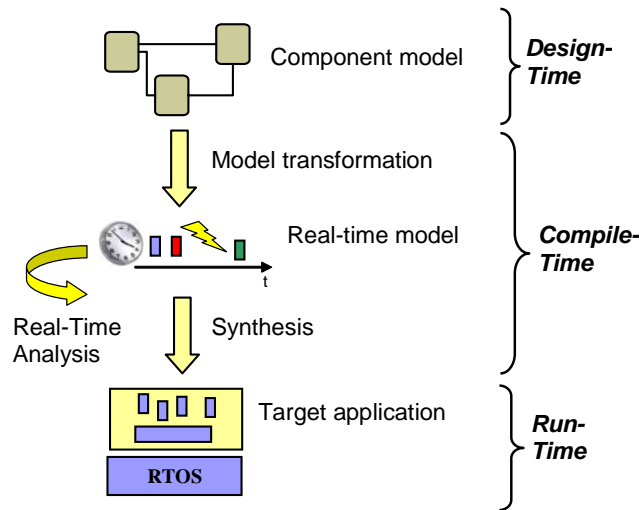 Component model
Design-
Time
Model transformation
Real-time model
Compile-
Time
t
Real-Time
Analysis
Synthesis
Target application
Run-
Time
RTOS